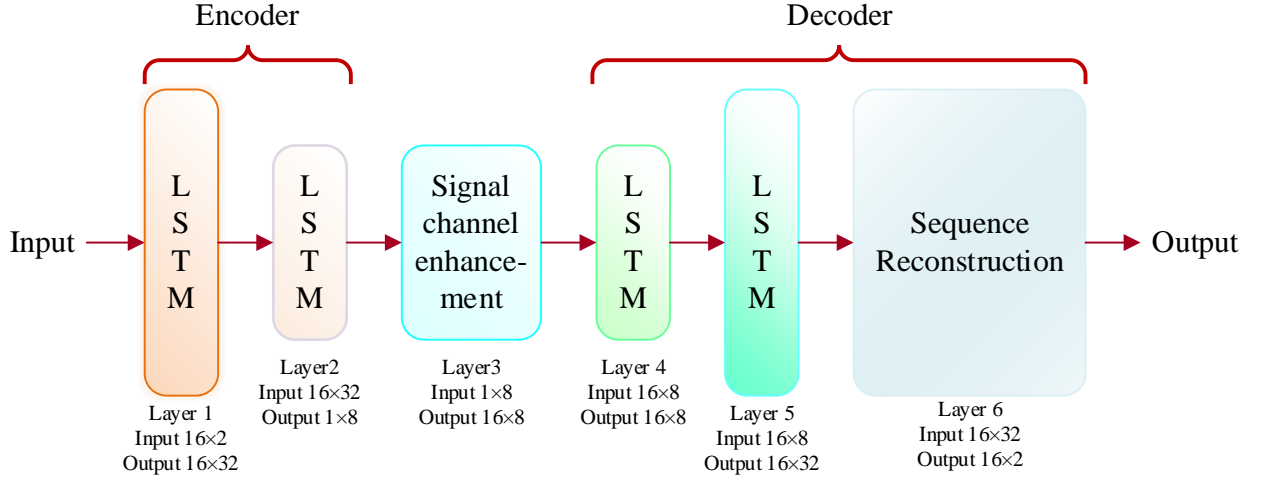 Encoder
Decoder
Input
L
S
T
M
L
S
T
M
Signal
channel
enhance-
ment
L
S
T
M
L
S
T
M
Sequence
Reconstruction
Output
Layer 1
Input 16×2
Output 16×32
Layer2
Input 16×32
Output 1×8
Layer3
Input 1×8
Output 16×8
Layer 4
Input 16×8
Output 16×8
Layer 5
Input 16×8
Output 16×32
Layer 6
Input 16×32
Output 16×2